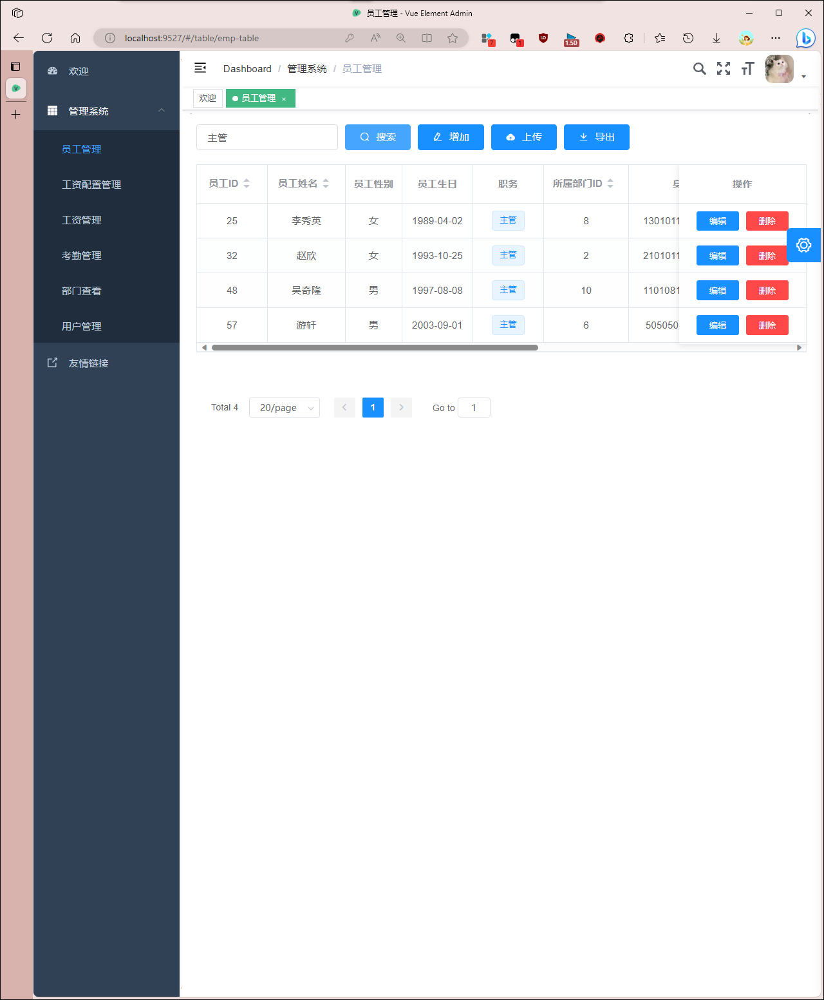 员工管理 - Vue Element Admin
localhost:9527/#/table/emp-table
7
1
1.50
欢迎
管理系统
员工管理
工资配置管理
工资管理
考勤管理
部门查看
用户管理
友情链接
Dashboard / 管理系统 / 员工管理
欢迎
员工管理 ×
主管
搜索
增加
上传
导出
员工ID 员工姓名 员工性别 员工生日 职务 所属部门ID 操作
25 李秀英 女 1989-04-02 主管 8 1301011 编辑 删除
32 赵欣 女 1993-10-25 主管 2 2101011 编辑 删除
48 吴奇隆 男 1997-08-08 主管 10 1101081 编辑 删除
57 游轩 男 2003-09-01 主管 6 505050 编辑 删除
Total 4 20/page 1 Go to 1